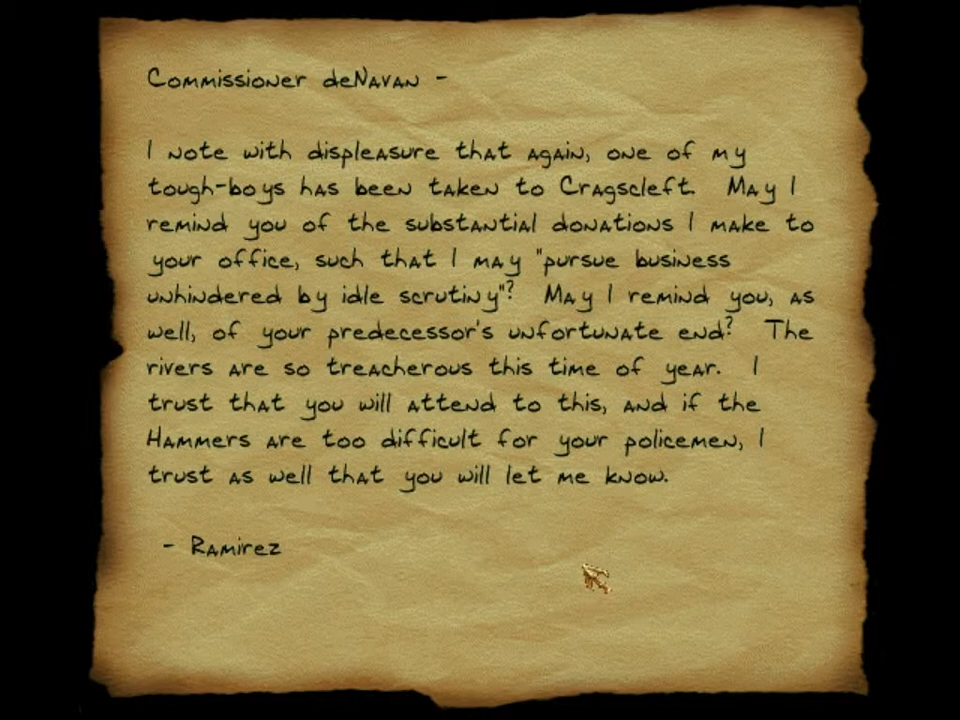 Commissioner deNavan -
I note with displeasure that again, one of my
tough-boys has been taken to Cragscleft.  May I
remind you of the substantial donations I make to
your office, such that I may "pursue business
unhindered by idle scrutiny"?  May I remind you, as
well, of your predecessor's unfortunate end?  The
rivers are so treacherous this time of year.  I
trust that you will attend to this, and if the
Hammers are too difficult for your policemen, I
trust as well that you will let me know.
- Ramirez